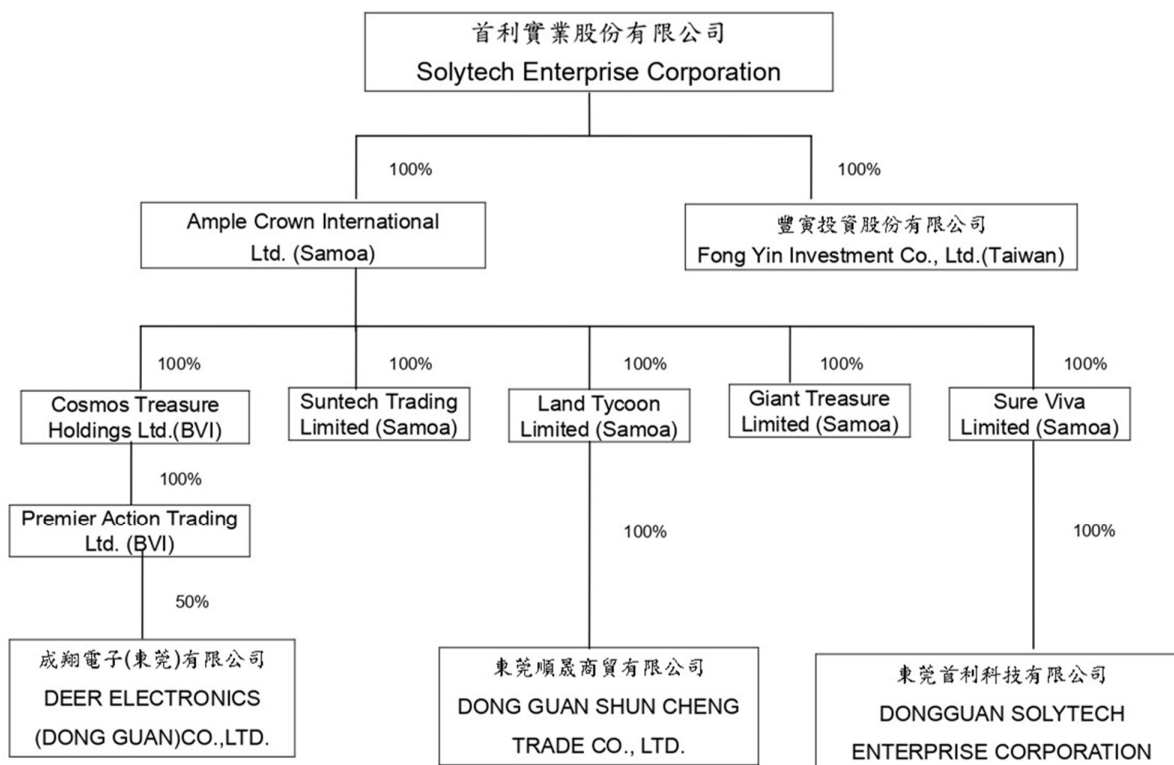 首利實業股份有限公司
Solytech Enterprise Corporation
100%
100%
Ample Crown International
Ltd. (Samoa)
豐寅投資股份有限公司
Fong Yin Investment Co., Ltd.(Taiwan)
100%
100%
100%
100%
100%
Cosmos Treasure
Holdings Ltd.(BVI)
Suntech Trading
Limited (Samoa)
Land Tycoon
Limited (Samoa)
Giant Treasure
Limited (Samoa)
Sure Viva
Limited (Samoa)
100%
Premier Action Trading
Ltd. (BVI)
100%
100%
50%
成翔電子(東莞)有限公司
DEER ELECTRONICS
(DONG GUAN)CO.,LTD.
東莞順晟商貿有限公司
DONG GUAN SHUN CHENG
TRADE CO., LTD.
東莞首利科技有限公司
DONGGUAN SOLYTECH
ENTERPRISE CORPORATION